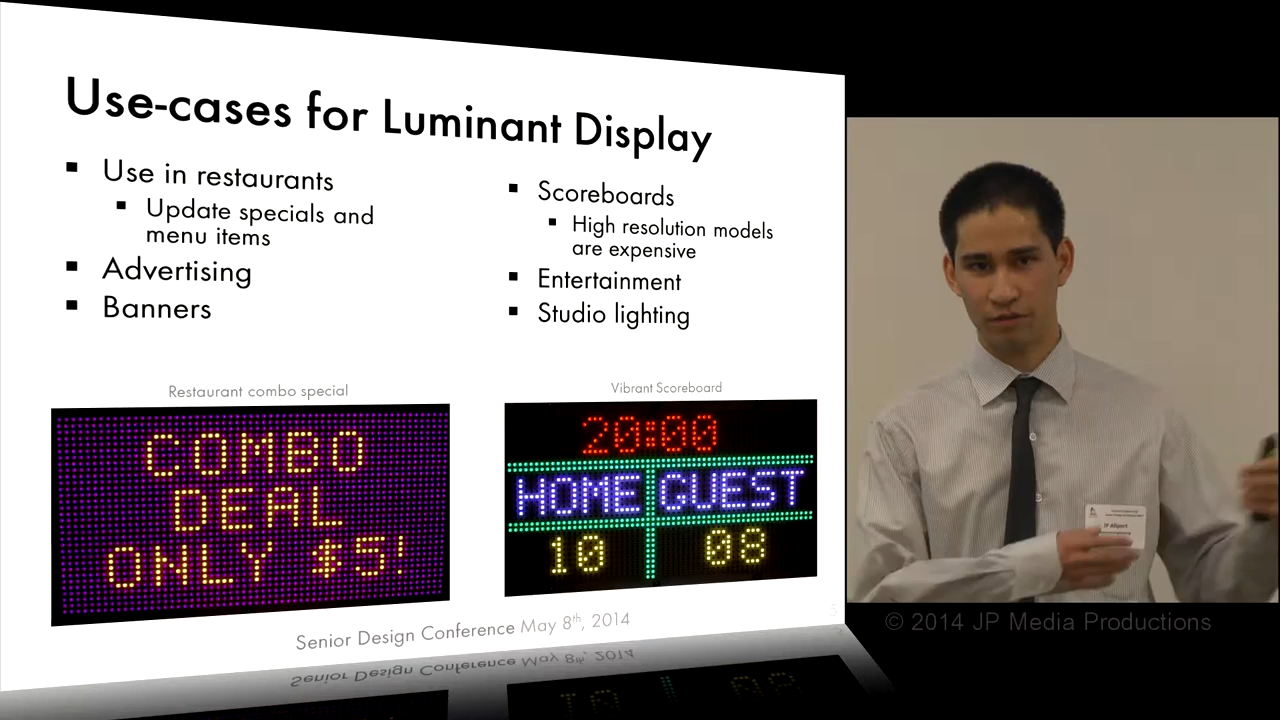 Use-cases for Luminant Display
Use in restaurants
Update specials and
menu items
Advertising
Banners
Scoreboards
High resolution models
are expensive
Entertainment
Studio lighting
Restaurant combo special
COMBO
DEAL
ONLY $5!
Vibrant Scoreboard
20:00
HOME GUEST
10 08
Senior Design Conference May 8th, 2014
5
© 2014 JP Media Productions